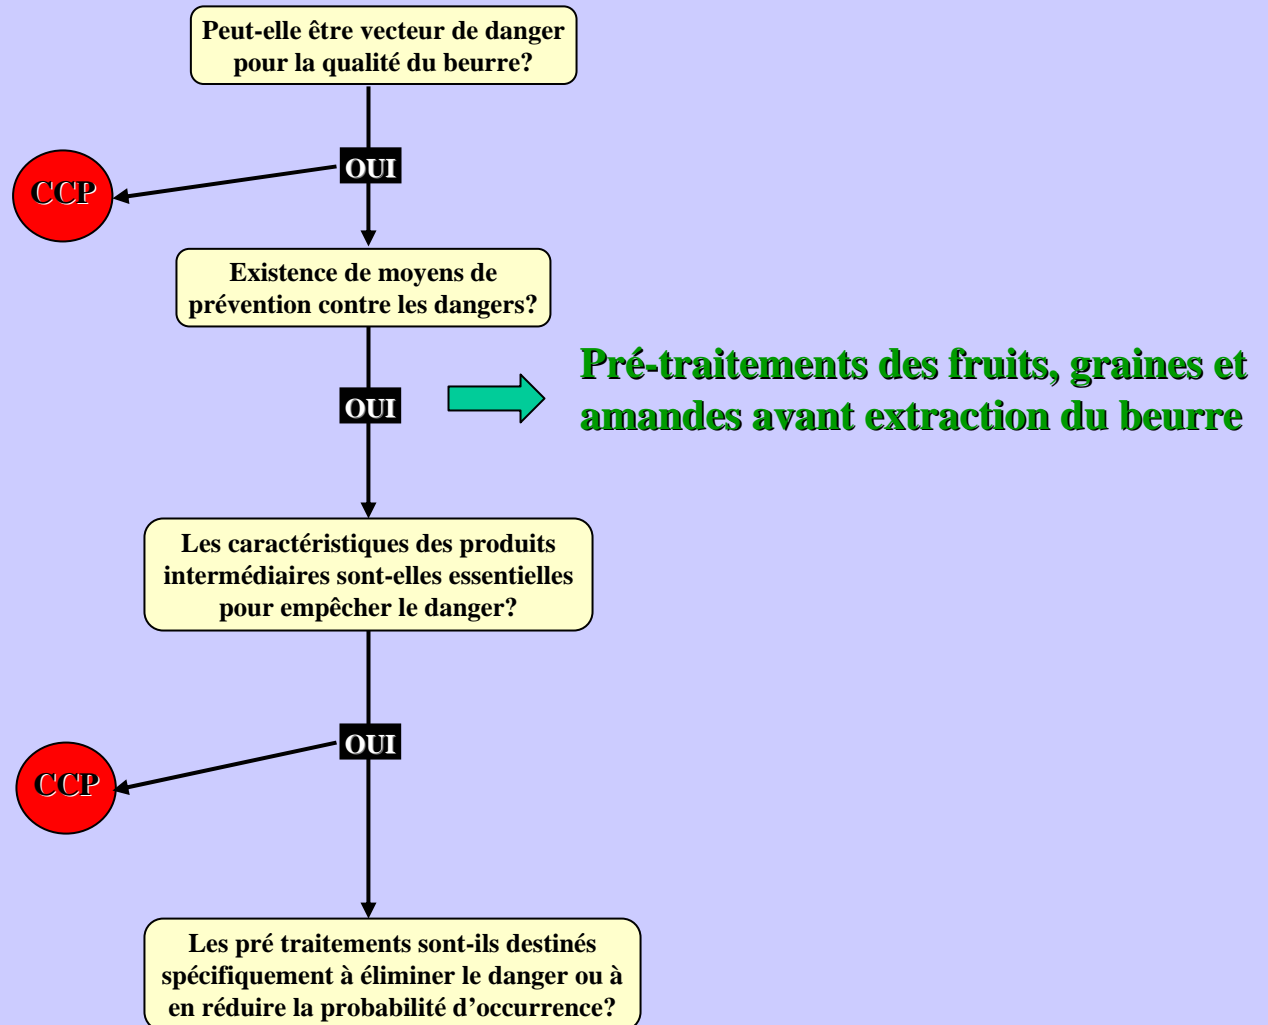 Peut-elle être vecteur de danger
pour la qualité du beurre?
OUI
CCP
Existence de moyens de
prévention contre les dangers?
Pré-traitements des fruits, graines et
amandes avant extraction du beurre
OUI
Les caractéristiques des produits
intermédiaires sont-elles essentielles
pour empêcher le danger?
OUI
CCP
Les pré traitements sont-ils destinés
spécifiquement à éliminer le danger ou à
en réduire la probabilité d’occurrence?